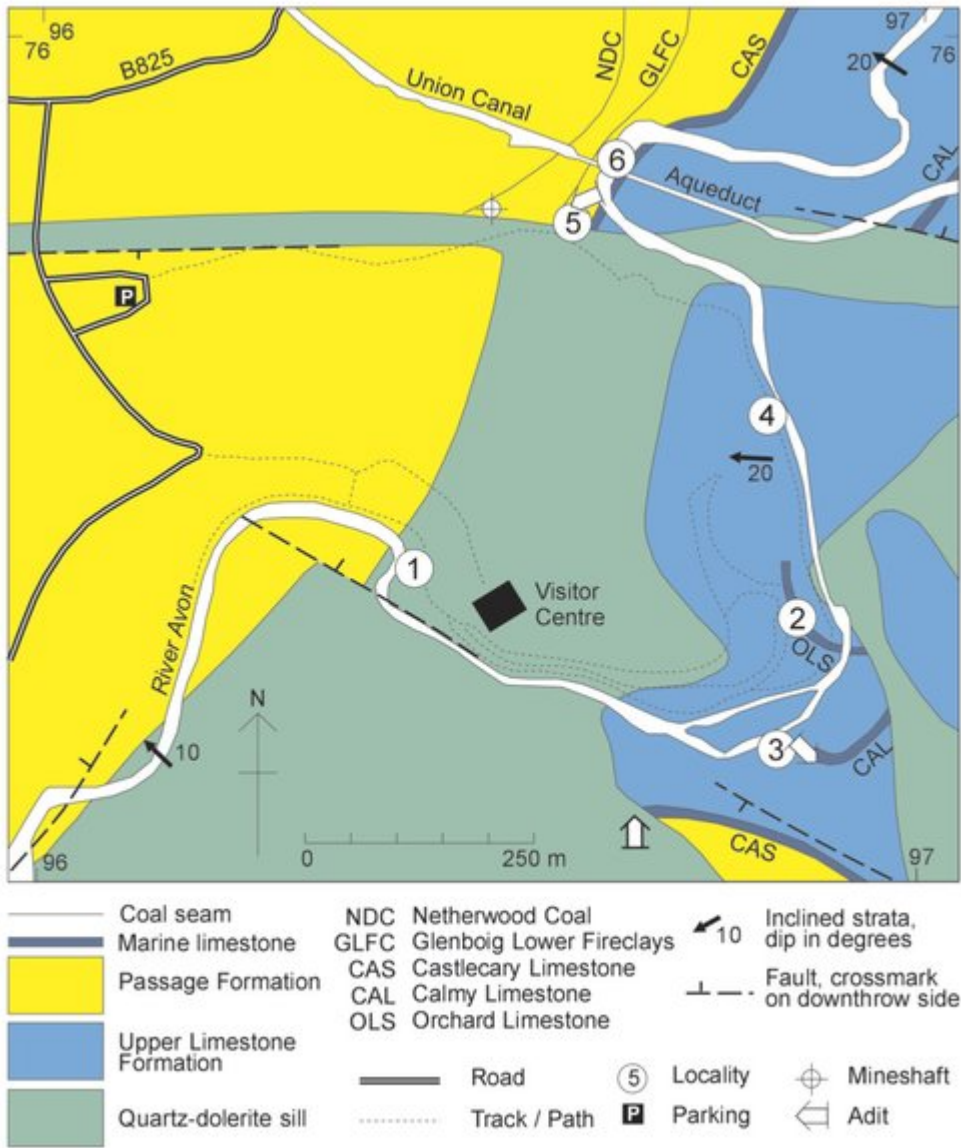 96
76
97
76
B825
NDC
GLFC
CAS
20
Union Canal
6
CAL
Aqueduct
5
P
4
20
1
Visitor
Centre
2
OLS
River Avon
N
10
3
CAL
CAS
0
250 m
96
97
Coal seam
Marine limestone
Passage Formation
Upper Limestone
Formation
Quartz-dolerite sill
NDC Netherwood Coal
GLFC Glenboig Lower Fireclays
CAS Castlecary Limestone
CAL Calmy Limestone
OLS Orchard Limestone
Road
Track / Path
10 Inclined strata,
dip in degrees
Fault, crossmark
on downthrow side
5 Locality
P Parking
Mineshaft
Adit